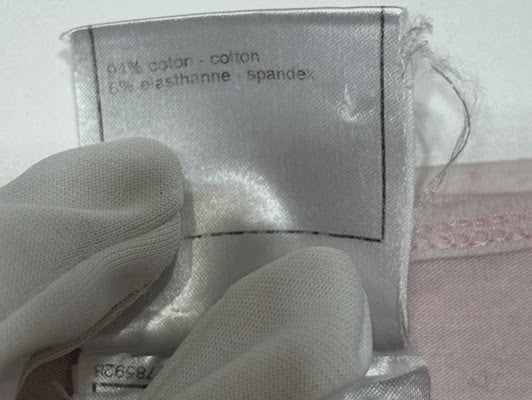 94% coton - cotton
6% elasthanne - spandex